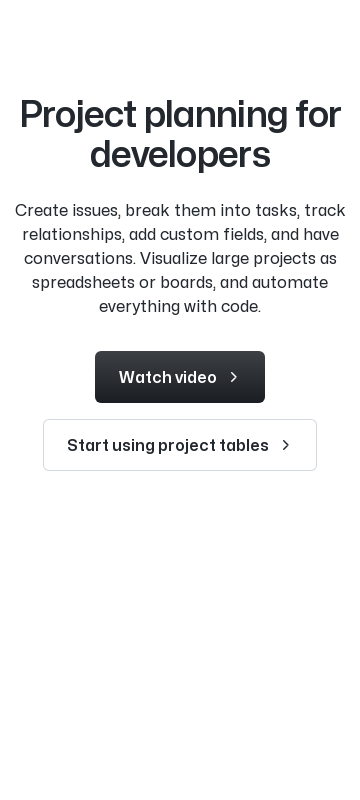 Project planning for
developers
Create issues, break them into tasks, track
relationships, add custom fields, and have
conversations. Visualize large projects as
spreadsheets or boards, and automate
everything with code.
Watch video
Start using project tables